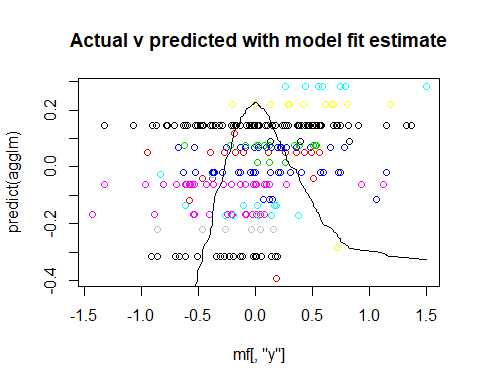 Actual v predicted with model fit estimate
predict(agglm)
0.2
0.0
-0.2
-0.4
-1.5 -1.0 -0.5 0.0 0.5 1.0 1.5
mf[, "y"]